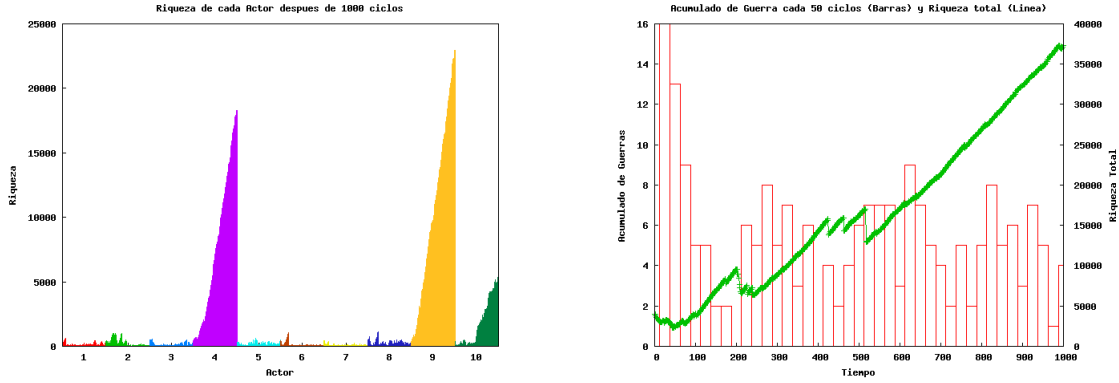 Riqueza de cada Actor despues de 1000 ciclos
25000
20000
15000
10000
5000
0
Riqueza
1 2 3 4 5 6 7 8 9 10
Actor
Acumulado de Guerra cada 50 ciclos (Barras) y Riqueza total (Linea)
16
14
12
10
8
6
4
2
0
Acumulado de Guerras
40000
35000
30000
25000
20000
15000
10000
5000
0
Riqueza Total
0 100 200 300 400 500 600 700 800 900 1000
Tiempo